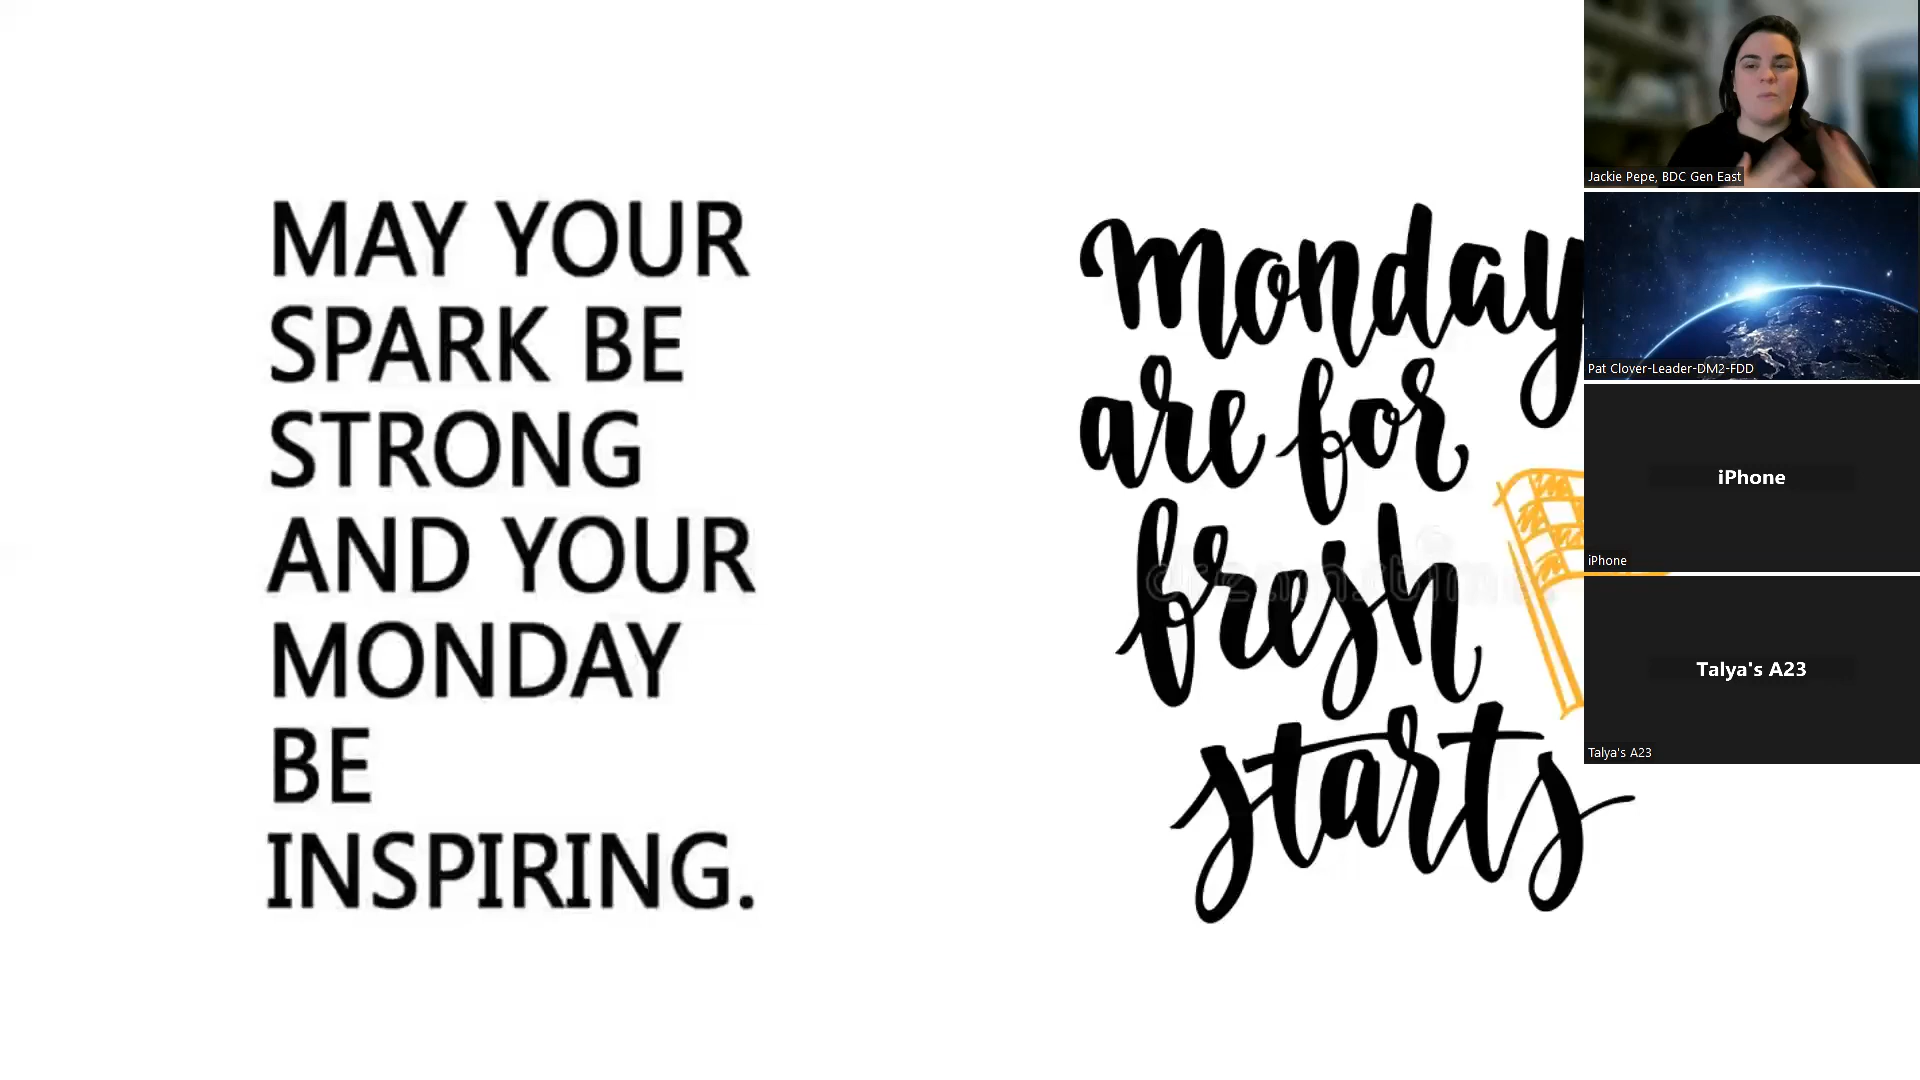 MAY YOUR
SPARK BE
STRONG
AND YOUR
MONDAY
BE
INSPIRING.
monday
are for
fresh
starts
Jackie Pepe, BDC Gen East
Pat Clover-Leader-DM2-FDD
iPhone
iPhone
Talya's A23
Talya's A23